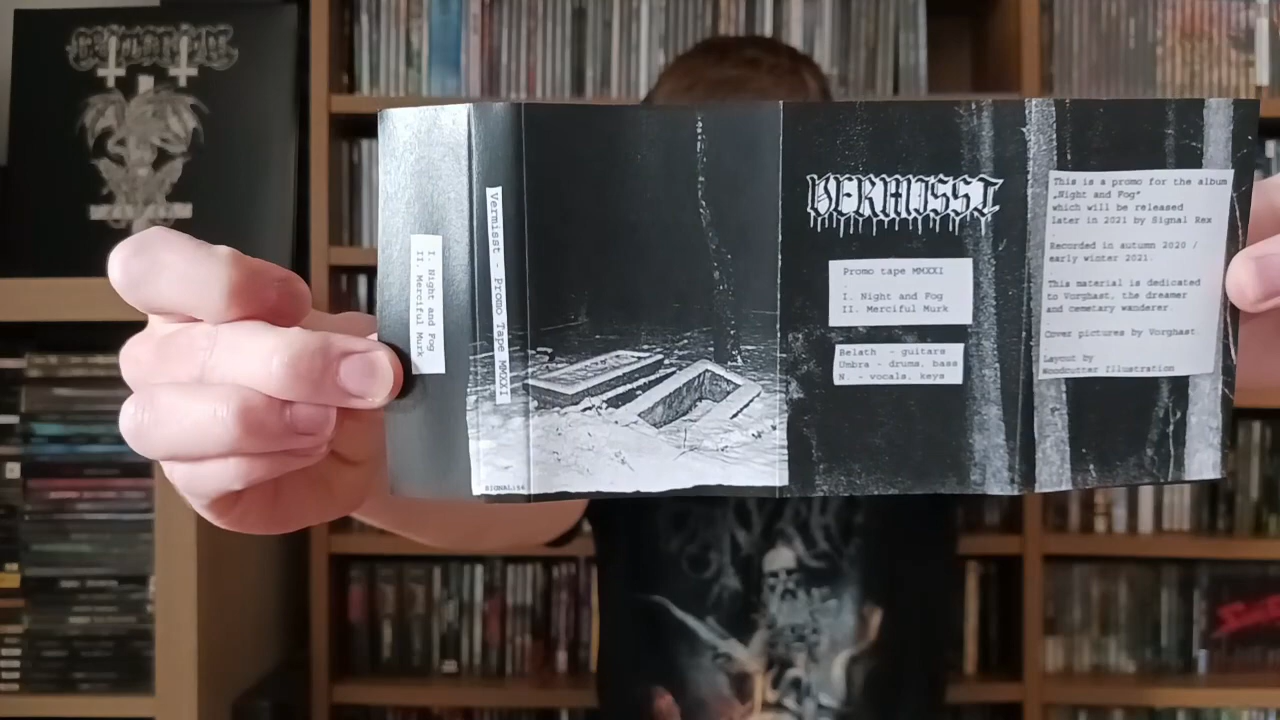 I. Night and Fog
II. Merciful Murk
Vermisst - Promo Tape MMXXI
VERMISST
Promo tape MMXXI
I. Night and Fog
II. Merciful Murk
Belath - guitars
Umbra - drums, bass
N. - vocals, keys
This is a promo for the album
„Night and Fog"
which will be released
later in 2021 by Signal Rex
Recorded in autumn 2020 /
early winter 2021.
This material is dedicated
to Vorghast, the dreamer
and cemetary wanderer.
Cover pictures by Vorghast.
Layout by
Woodcutter Illustration